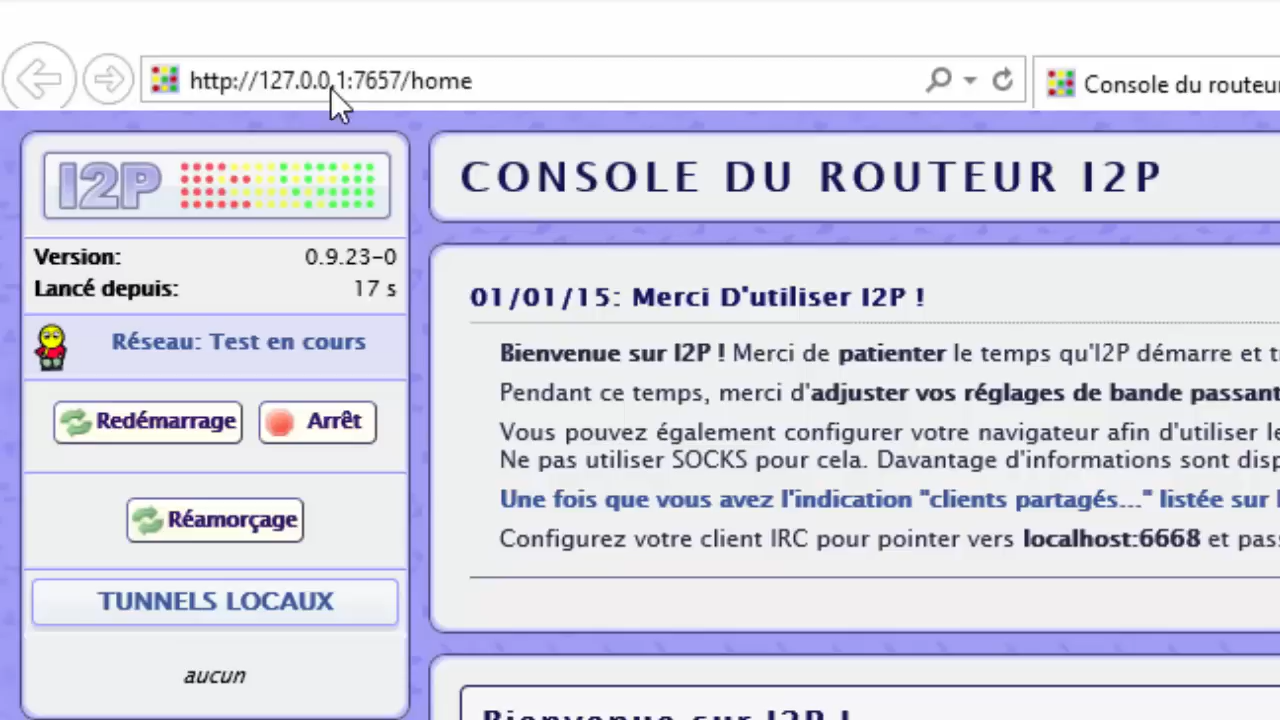 http://127.0.0.1:7657/home
Console du routeur
I2P
CONSOLE DU ROUTEUR I2P
Version: 0.9.23-0
Lancé depuis: 17 s
Réseau: Test en cours
Redémarrage Arrêt
Réamorçage
TUNNELS LOCAUX
aucun
01/01/15: Merci D'utiliser I2P !
Bienvenue sur I2P ! Merci de patienter le temps qu'I2P démarre et
Pendant ce temps, merci d'adjuster vos réglages de bande passant
Vous pouvez également configurer votre navigateur afin d'utiliser
Ne pas utiliser SOCKS pour cela. Davantage d'informations sont
Une fois que vous avez l'indication "clients partagés..." listée sur
Configurez votre client IRC pour pointer vers localhost:6668 et
Bienvenue sur I2P !